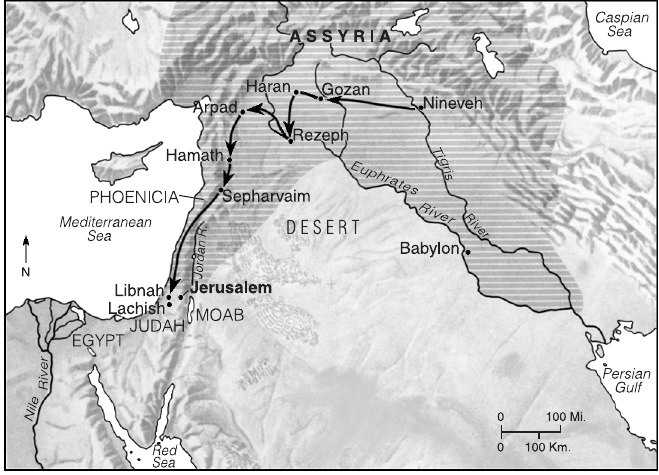 Caspian
Sea
ASSYRIA
Haran
Gozan
Nineveh
Arpad
Rezeph
Hamath
Tigris
River
Euphrates
River
PHOENICIA
Sepharvaim
Mediterranean
Sea
DESERT
Jordan R.
Babylon
N
Libnah
Jerusalem
Lachish
MOAB
JUDAH
EGYPT
Nile River
Persian
Gulf
Red
Sea
0 100 Mi.
0 100 Km.